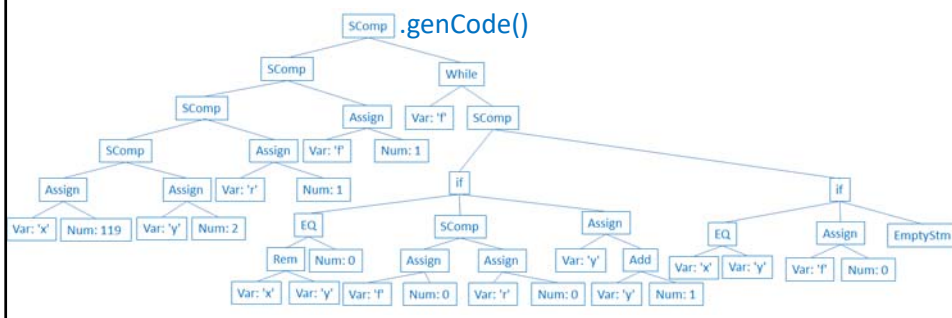 SComp .genCode()
SComp While
SComp Assign Var: 'f' SComp
SComp Assign Var: 'f' Num: 1
Assign Assign Var: 'r' Num: 1 if if
Var: 'x' Num: 119 Var: 'y' Num: 2 EQ SComp Assign EQ Assign EmptyStm
Rem Num: 0 Assign Assign Var: 'y' Add Var: 'x' Var: 'y' Var: 'f' Num: 0
Var: 'x' Var: 'y' Var: 'f' Num: 0 Var: 'r' Num: 0 Var: 'y' Num: 1